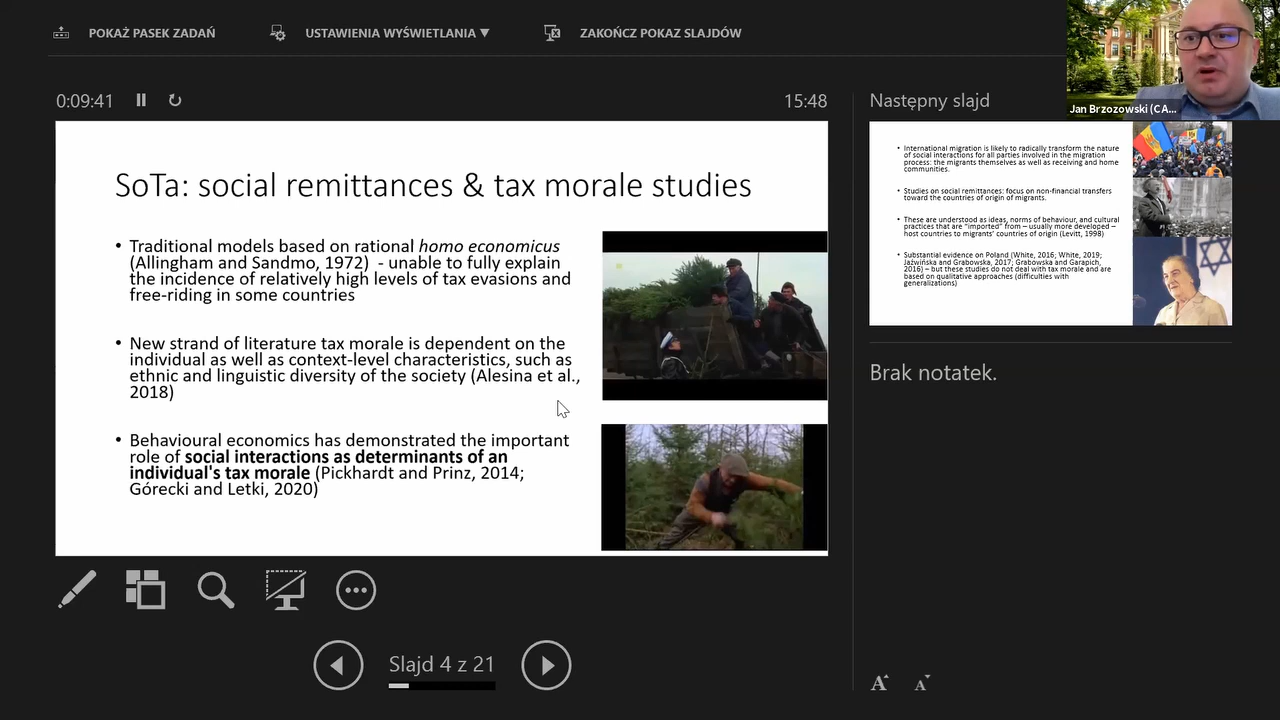 POKAŻ PASEK ZADAŃ
USTAWIENIA WYŚWIETLANIA ▼
ZAKOŃCZ POKAZ SLAJDÓW
Jan Brzozowski (CA...
0:09:41
15:48
SoTa: social remittances & tax morale studies
• Traditional models based on rational homo economicus
(Allingham and Sandmo, 1972) - unable to fully explain
the incidence of relatively high levels of tax evasions and
free-riding in some countries
• New strand of literature tax morale is dependent on the
individual as well as context-level characteristics, such as
ethnic and linguistic diversity of the society (Alesina et al.,
2018)
• Behavioural economics has demonstrated the important
role of social interactions as determinants of an
individual's tax morale (Pickhardt and Prinz, 2014;
Górecki and Letki, 2020)
Następny slajd
• International migration is likely to radically transform the nature
of social interactions for all parties involved in the migration
process: the migrants themselves as well as receiving and home
communities.
• Studies on social remittances: focus on non-financial transfers
toward the countries of origin of migrants.
• These are understood as ideas, norms of behaviour, and cultural
practices that are “imported” from – usually more developed –
host countries to migrants’ countries of origin (Levitt, 1998)
• Substantial evidence on Poland (White, 2016; White, 2019;
Jaźwińska and Grabowska, 2017; Grabowska and Garapich,
2016) – but these studies do not deal with tax morale and are
based on qualitative approaches (difficulties with
generalizations)
Brak notatek.
Slajd 4 z 21
A A